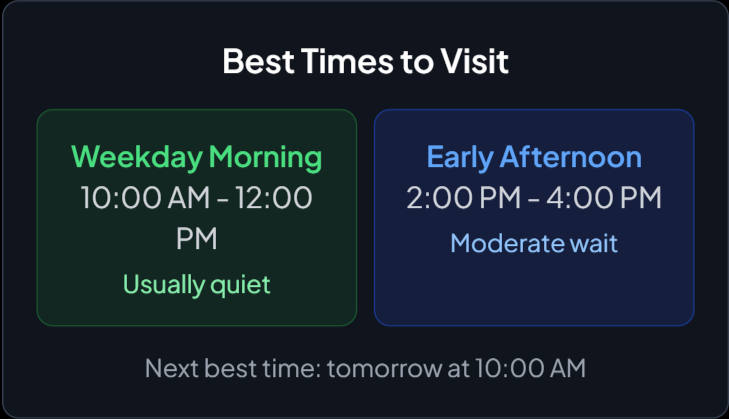 Best Times to Visit
Weekday Morning
10:00 AM - 12:00
PM
Usually quiet
Early Afternoon
2:00 PM - 4:00 PM
Moderate wait
Next best time: tomorrow at 10:00 AM